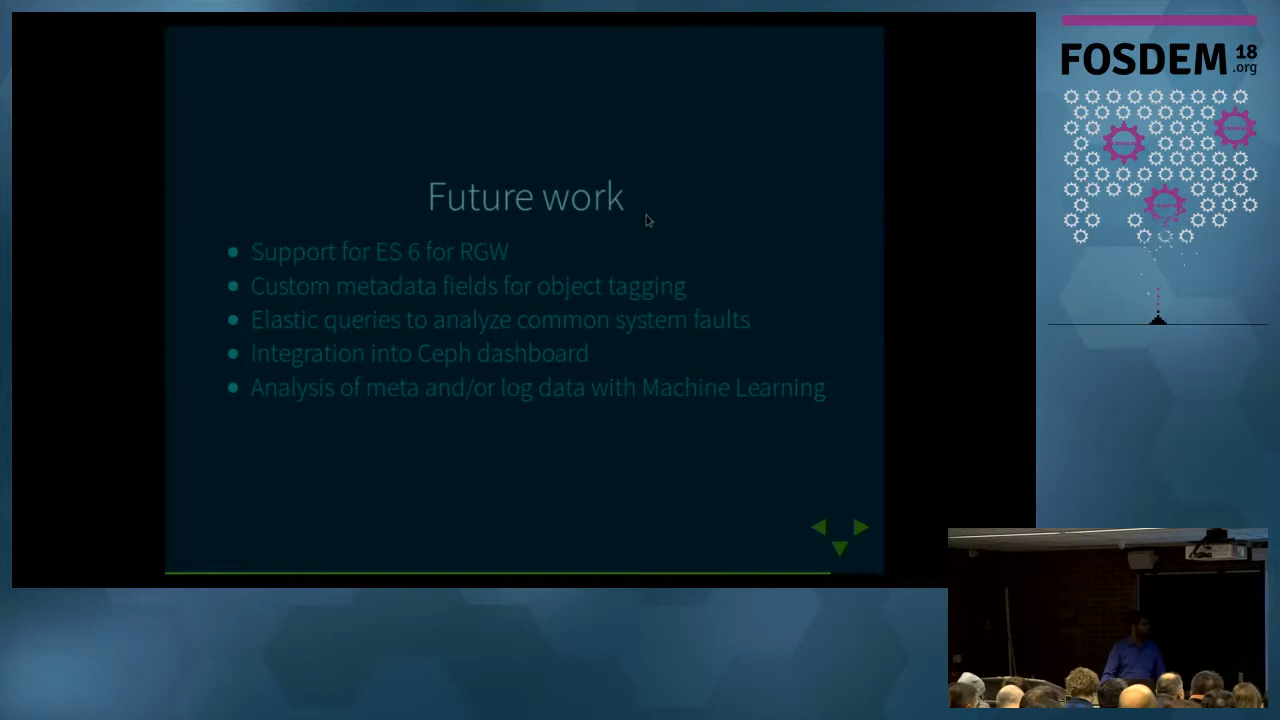 Future work
Support for ES 6 for RGW
Custom metadata fields for object tagging
Elastic queries to analyze common system faults
Integration into Ceph dashboard
Analysis of meta and/or log data with Machine Learning
FOSDEM 18
.org